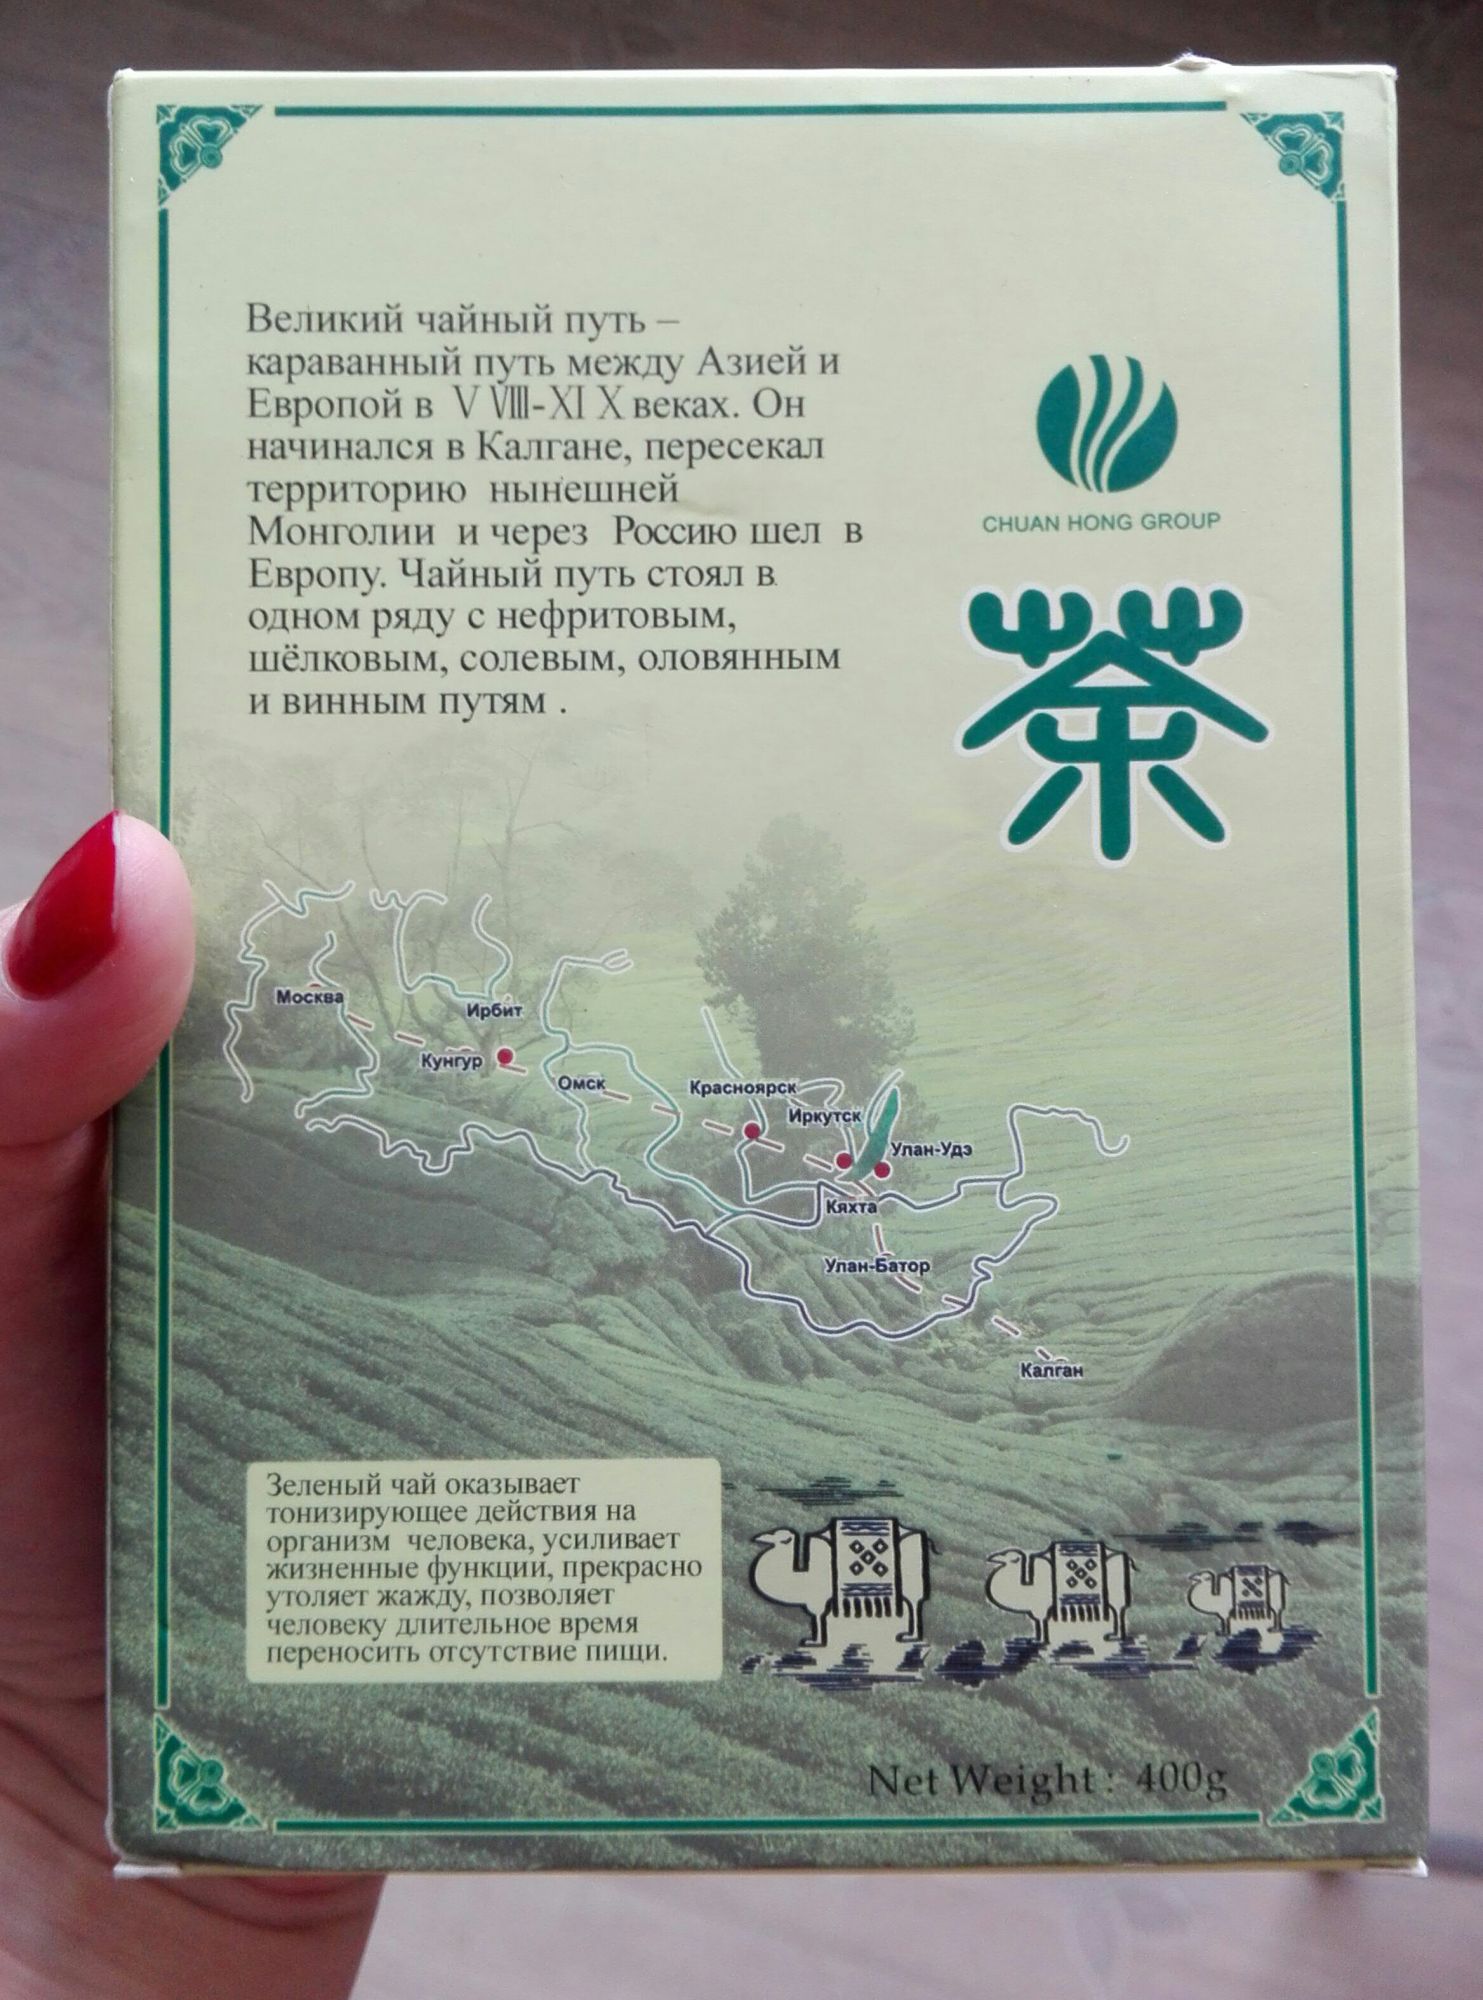 Великий чайный путь –
караванный путь между Азией и
Европой в V VIII-XI X веках. Он
начинался в Калгане, пересекал
территорию нынешней
Монголии и через Россию шел в
Европу. Чайный путь стоял в
одном ряду с нефритовым,
шёлковым, солевым, оловянным
и винным путям .
CHUAN HONG GROUP
茶
Москва
Ирбит
Кунгур
Омск
Красноярск
Иркутск
Улан-Удэ
Кяхта
Улан-Батор
Калган
Зеленый чай оказывает
тонизирующее действия на
организм человека, усиливает
жизненные функции, прекрасно
утоляет жажду, позволяет
человеку длительное время
переносить отсутствие пищи.
Net Weight : 400g